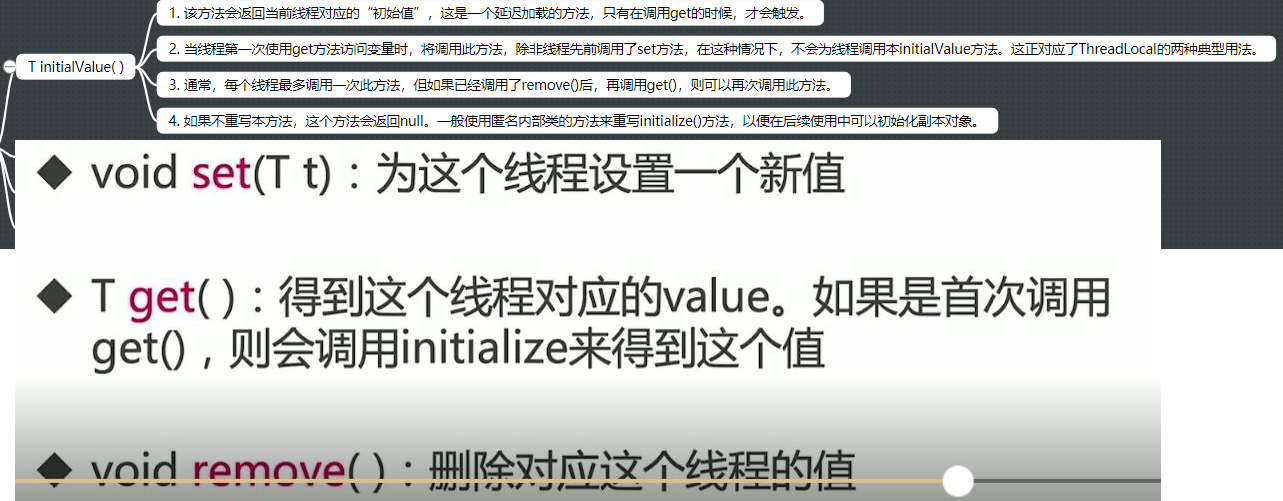 1. 该方法会返回当前线程对应的“初始值”，这是一个延迟加载的方法，只有在调用get的时候，才会触发。
T initialValue( )
2. 当线程第一次使用get方法访问变量时，将调用此方法，除非线程先前调用了set方法，在这种情况下，不会为线程调用本initialValue方法。这正对应了ThreadLocal的两种典型用法。
3. 通常，每个线程最多调用一次此方法，但如果已经调用了remove()后，再调用get()，则可以再次调用此方法。
4. 如果不重写本方法，这个方法会返回null。一般使用匿名内部类的方法来重写initialize()方法，以便在后续使用中可以初始化副本对象。
◆ void set(T t)：为这个线程设置一个新值
◆ T get( )：得到这个线程对应的value。如果是首次调用
get()，则会调用initialize来得到这个值
◆ void remove( )：删除对应这个线程的值